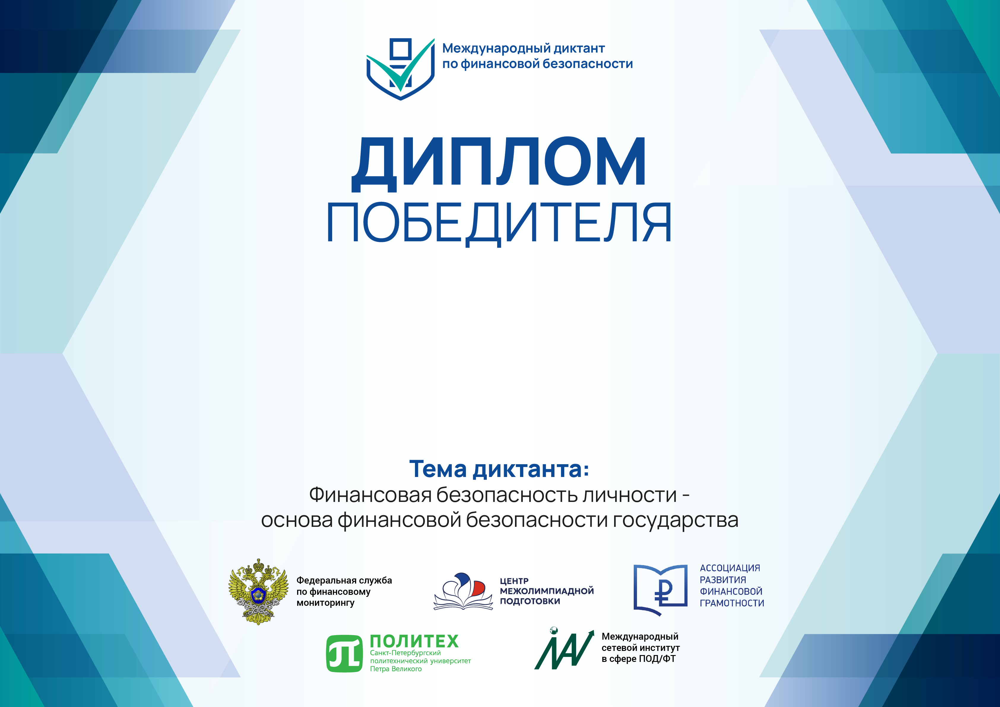 Международный диктант
по финансовой безопасности
ДИПЛОМ
ПОБЕДИТЕЛЯ
Тема диктанта:
Финансовая безопасность личности -
основа финансовой безопасности государства
Федеральная служба
по финансовому
мониторингу
ЦЕНТР
МЕЖОЛИМПИАДНОЙ
ПОДГОТОВКИ
АССОЦИАЦИЯ
РАЗВИТИЯ
ФИНАНСОВОЙ
ГРАМОТНОСТИ
ПОЛИТЕХ
Санкт-Петербургский
политехнический университет
Петра Великого
Международный
сетевой институт
в сфере ПОД/ФТ